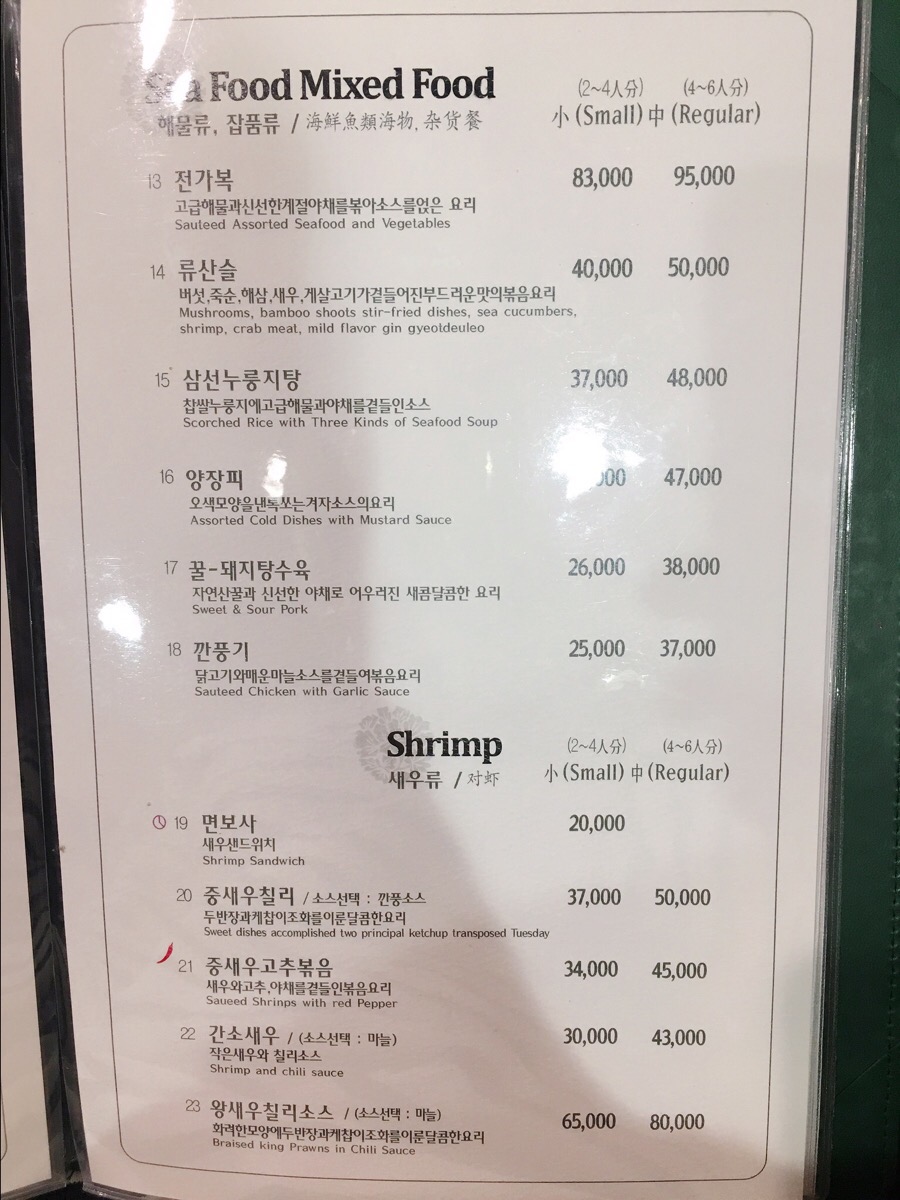 Sea Food Mixed Food
(2~4人分) (4~6人分)
해물류, 잡품류 / 海鮮魚類海物, 杂货餐 小 (Small) 中 (Regular)
13 전가복 83,000 95,000
고급해물과신선한계절야채를볶아소스를얹은 요리
Sauteed Assorted Seafood and Vegetables
14 류산슬 40,000 50,000
버섯,죽순,해삼,새우,게살고기가곁들어진부드러운맛의볶음요리
Mushrooms, bamboo shoots stir-fried dishes, sea cucumbers,
shrimp, crab meat, mild flavor gin gyeotdeuleo
15 삼선누룽지탕 37,000 48,000
찹쌀누룽지에고급해물과야채를곁들인소스
Scorched Rice with Three Kinds of Seafood Soup
16 양장피 47,000
오색모양을낸톡쏘는겨자소스의요리
Assorted Cold Dishes with Mustard Sauce
17 꿀-돼지탕수육 26,000 38,000
자연산꿀과 신선한 야채로 어우러진 새콤달콤한 요리
Sweet & Sour Pork
18 깐풍기 25,000 37,000
닭고기와매운마늘소스를곁들여볶음요리
Sauteed Chicken with Garlic Sauce
Shrimp
(2~4人分) (4~6人分)
새우류 / 对虾 小 (Small) 中 (Regular)
19 면보사 20,000
새우샌드위치
Shrimp Sandwich
20 중새우칠리 / 소스선택 : 깐풍소스 37,000 50,000
두반장과케찹이조화를이룬달콤한요리
Sweet dishes accomplished two principal ketchup transposed Tuesday
21 중새우고추볶음 34,000 45,000
새우와고추,야채를곁들인볶음요리
Saueed Shrinps with red Pepper
22 간소새우 / (소스선택 : 마늘) 30,000 43,000
작은새우와 칠리소스
Shrimp and chili sauce
23 왕새우칠리소스 / (소스선택 : 마늘) 65,000 80,000
화려한모양에두반장과케찹이조화를이룬달콤한요리
Braised king Prawns in Chili Sauce